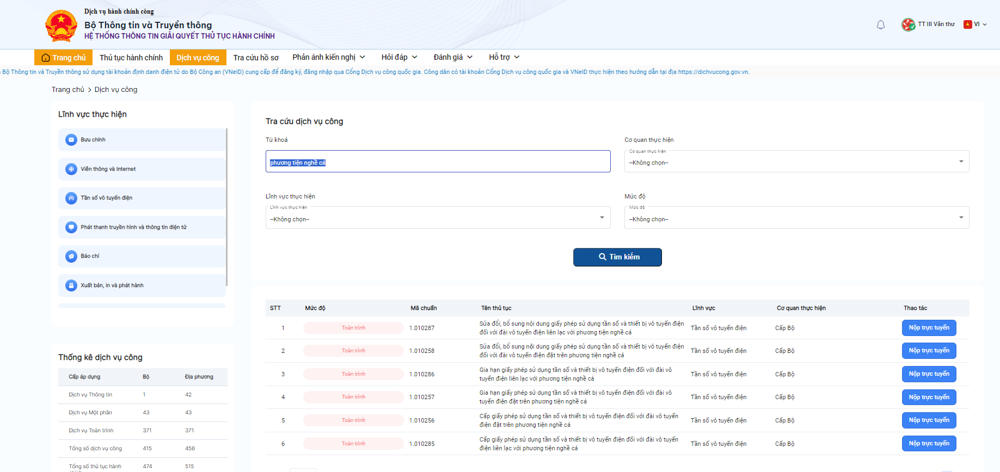 Dịch vụ hành chính công
Bộ Thông tin và Truyền thông
HỆ THỐNG THÔNG TIN GIẢI QUYẾT THỦ TỤC HÀNH CHÍNH
TT III Văn thư
VI
Trang chủ
Thủ tục hành chính
Dịch vụ công
Tra cứu hồ sơ
Phản ánh kiến nghị
Hỏi đáp
Đánh giá
Hỗ trợ
Bộ Thông tin và Truyền thông sử dụng tài khoản định danh điện tử do Bộ Công an (VNeID) cung cấp để đăng ký, đăng nhập qua Cổng Dịch vụ công quốc gia. Công dân có tài khoản Cổng Dịch vụ công quốc gia và VNeID thực hiện theo hướng dẫn tại địa https://dichvucong.gov.vn.
Trang chủ > Dịch vụ công
Lĩnh vực thực hiện
Bưu chính
Viễn thông và Internet
Tần số vô tuyến điện
Phát thanh truyền hình và thông tin điện tử
Báo chí
Xuất bản, in và phát hành
Thống kê dịch vụ công
Cấp áp dụng Bộ Địa phương
Dịch vụ Thông tin 1 42
Dịch vụ Một phần 43 43
Dịch vụ Toàn trình 371 371
Tổng số dịch vụ công 415 456
Tổng số thủ tục hành 474 515
Tra cứu dịch vụ công
Từ khoá
phương tiện nghề cá
Cơ quan thực hiện
Cơ quan thực hiện
--Không chọn--
Lĩnh vực thực hiện
Lĩnh vực thực hiện
--Không chọn--
Mức độ
Mức độ
--Không chọn--
Tìm kiếm
STT Mức độ Mã chuẩn Tên thủ tục Lĩnh vực Cơ quan thực hiện Thao tác
1 Toàn trình 1.010287 Sửa đổi, bổ sung nội dung giấy phép sử dụng tần số và thiết bị vô tuyến điện
đối với đài vô tuyến điện liên lạc với phương tiện nghề cá Tần số vô tuyến điện Cấp Bộ Nộp trực tuyến
2 Toàn trình 1.010258 Sửa đổi, bổ sung nội dung giấy phép sử dụng tần số và thiết bị vô tuyến điện
đối với đài vô tuyến điện đặt trên phương tiện nghề cá Tần số vô tuyến điện Cấp Bộ Nộp trực tuyến
3 Toàn trình 1.010286 Gia hạn giấy phép sử dụng tần số và thiết bị vô tuyến điện đối với đài vô
tuyến điện liên lạc với phương tiện nghề cá Tần số vô tuyến điện Cấp Bộ Nộp trực tuyến
4 Toàn trình 1.010257 Gia hạn giấy phép sử dụng tần số và thiết bị vô tuyến điện đối với đài vô
tuyến điện đặt trên phương tiện nghề cá Tần số vô tuyến điện Cấp Bộ Nộp trực tuyến
5 Toàn trình 1.010256 Cấp giấy phép sử dụng tần số và thiết bị vô tuyến điện đối với đài vô tuyến
điện đặt trên phương tiện nghề cá Tần số vô tuyến điện Cấp Bộ Nộp trực tuyến
6 Toàn trình 1.010285 Cấp giấy phép sử dụng tần số và thiết bị vô tuyến điện đối với đài vô tuyến
điện liên lạc với phương tiện nghề cá Tần số vô tuyến điện Cấp Bộ Nộp trực tuyến